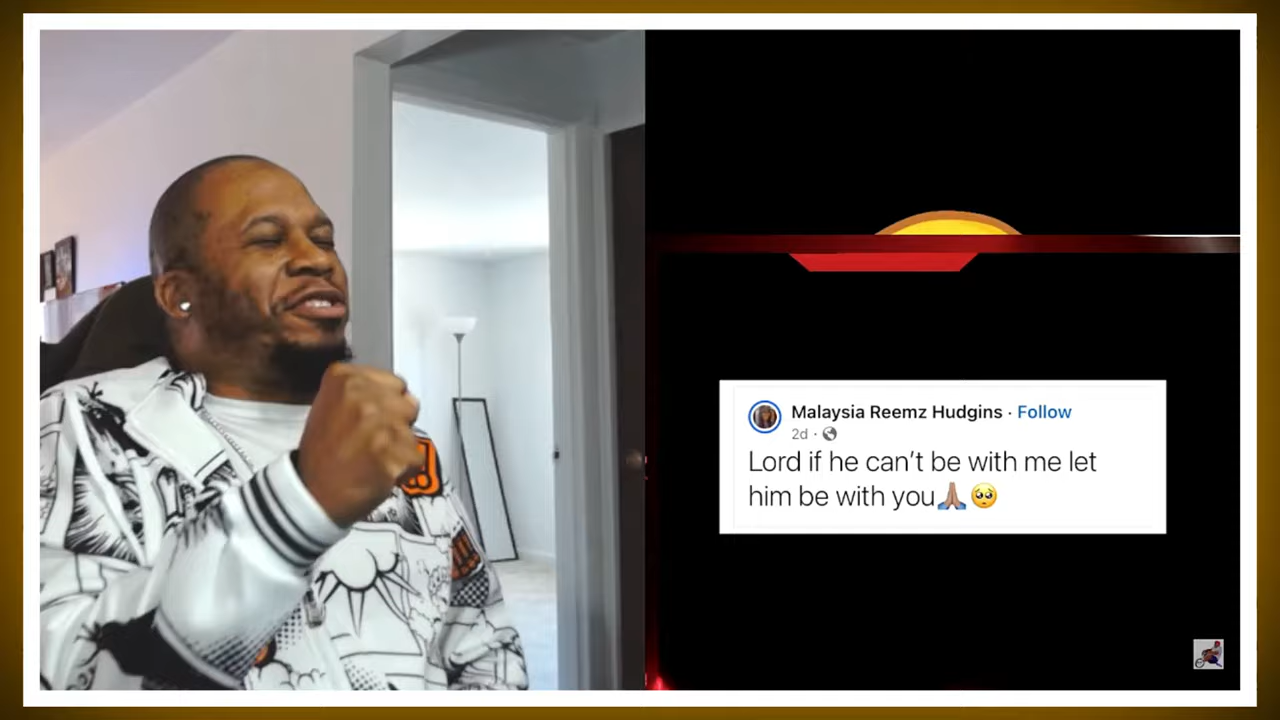 Malaysia Reemz Hudgins · Follow
2d ·
Lord if he can't be with me let
him be with you🙏🏽🥺